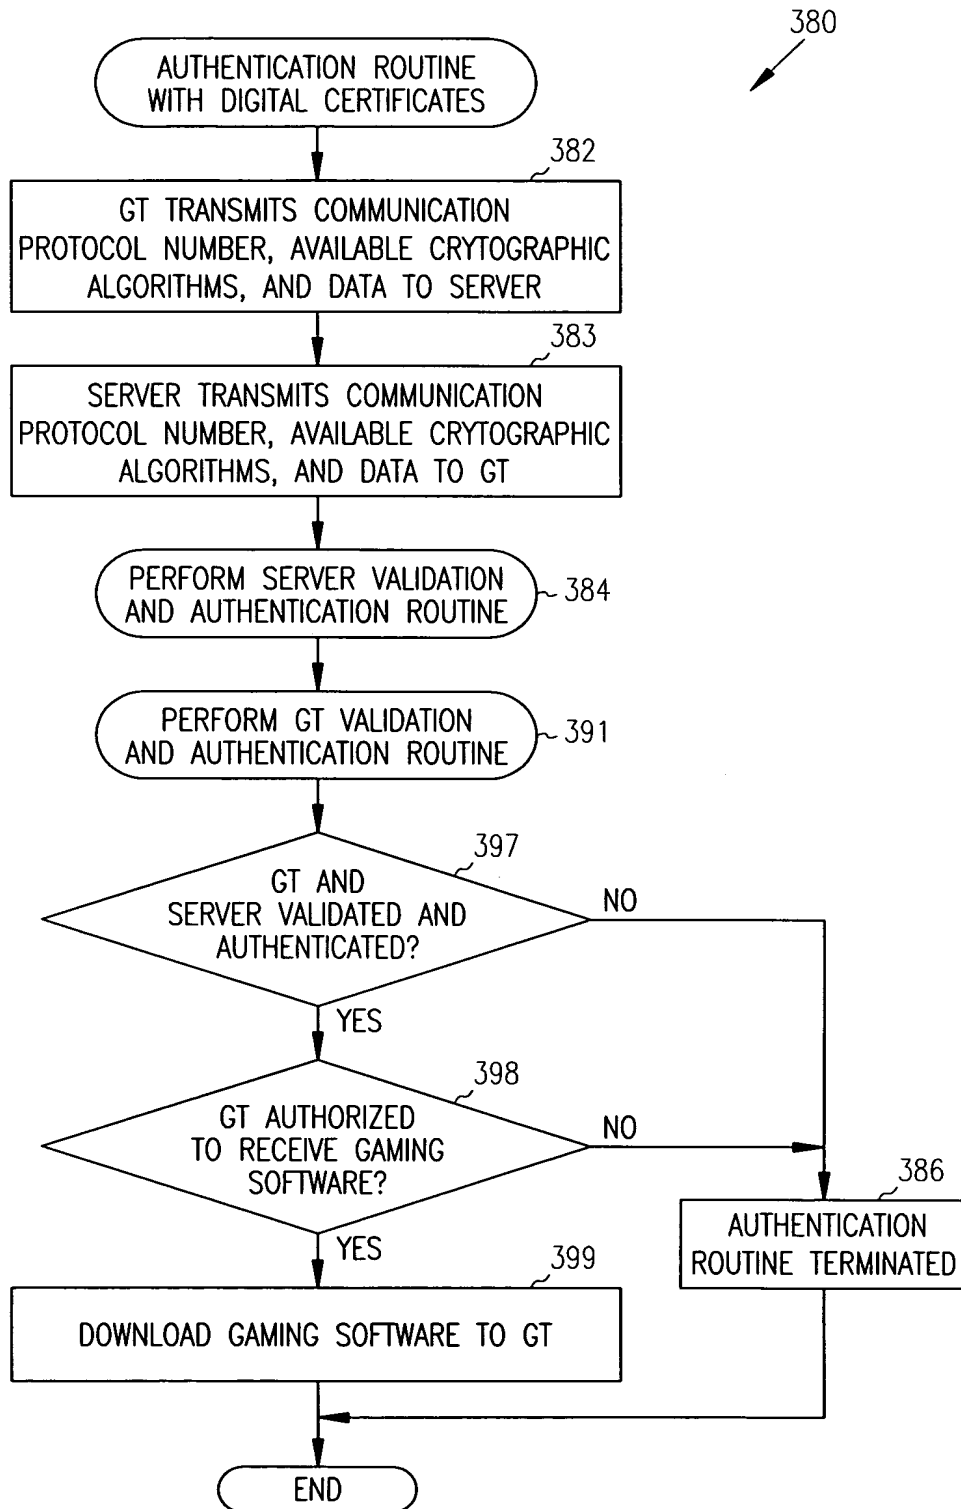 380
AUTHENTICATION ROUTINE
WITH DIGITAL CERTIFICATES
382
GT TRANSMITS COMMUNICATION
PROTOCOL NUMBER, AVAILABLE CRYTOGRAPHIC
ALGORITHMS, AND DATA TO SERVER
383
SERVER TRANSMITS COMMUNICATION
PROTOCOL NUMBER, AVAILABLE CRYTOGRAPHIC
ALGORITHMS, AND DATA TO GT
PERFORM SERVER VALIDATION
AND AUTHENTICATION ROUTINE
384
PERFORM GT VALIDATION
AND AUTHENTICATION ROUTINE
391
397
GT AND
SERVER VALIDATED AND
AUTHENTICATED?
NO
YES
398
GT AUTHORIZED
TO RECEIVE GAMING
SOFTWARE?
NO
YES
386
AUTHENTICATION
ROUTINE TERMINATED
399
DOWNLOAD GAMING SOFTWARE TO GT
END